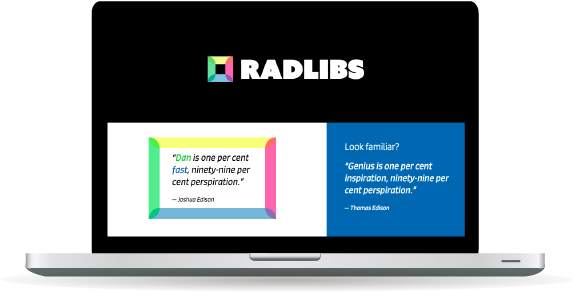 RADLIBS
“Dan is one per cent
fast, ninety-nine per
cent perspiration.”
— Joshua Edison
Look familiar?
“Genius is one per cent
inspiration, ninety-nine per
cent perspiration.”
— Thomas Edison